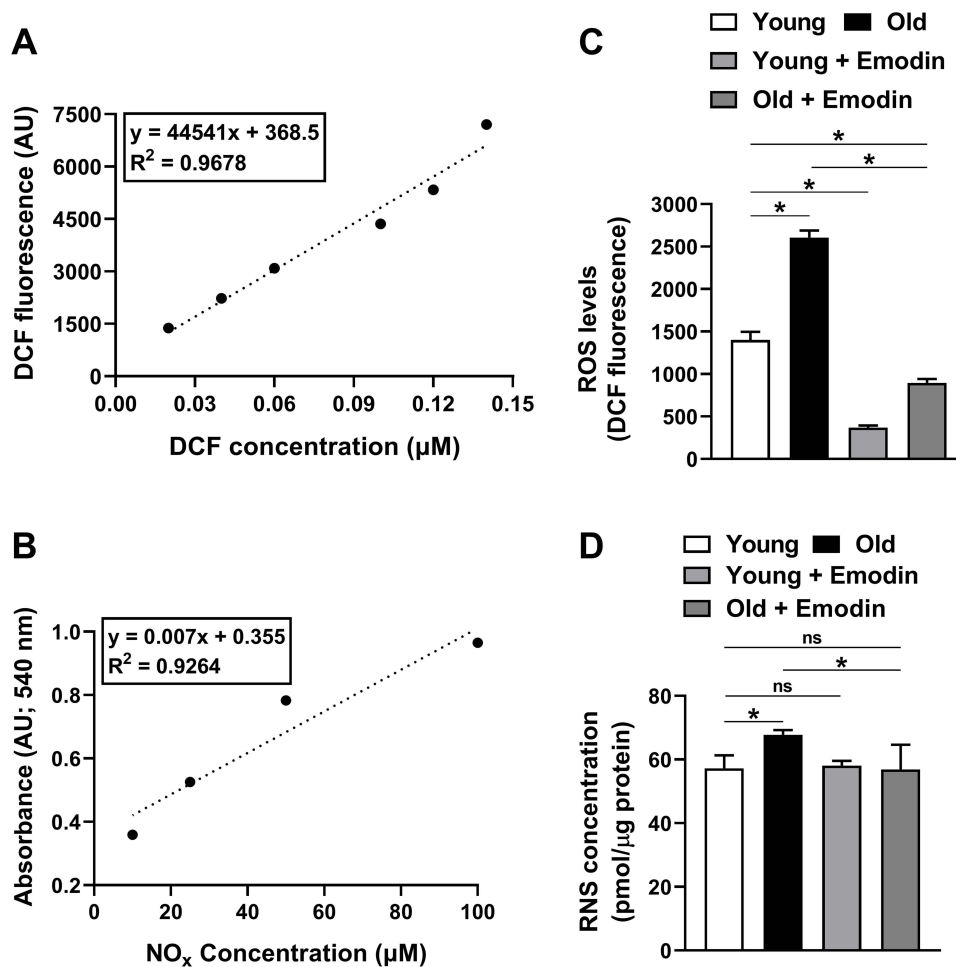 A
DCF fluorescence (AU)
7500
6000
4500
3000
1500
0
y = 44541x + 368.5
R² = 0.9678
0.00 0.03 0.06 0.09 0.12 0.15
DCF concentration (μM)
B
Absorbance (AU; 540 nm)
1.0
0.8
0.6
0.4
0.2
y = 0.007x + 0.355
R² = 0.9264
0 20 40 60 80 100
NOₓ Concentration (μM)
C
Young Old
Young + Emodin
Old + Emodin
*
*
*
*
ROS levels
(DCF fluorescence)
3000
2500
2000
1500
1000
500
0
D
Young Old
Young + Emodin
Old + Emodin
ns
*
ns
*
RNS concentration
(pmol/μg protein)
80
60
40
20
0